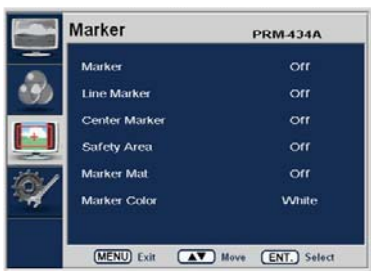 Marker PRM-434A
Marker Off
Line Marker Off
Center Marker Off
Safety Area Off
Marker Mat Off
Marker Color White
MENU Exit ▲▼ Move ENT. Select